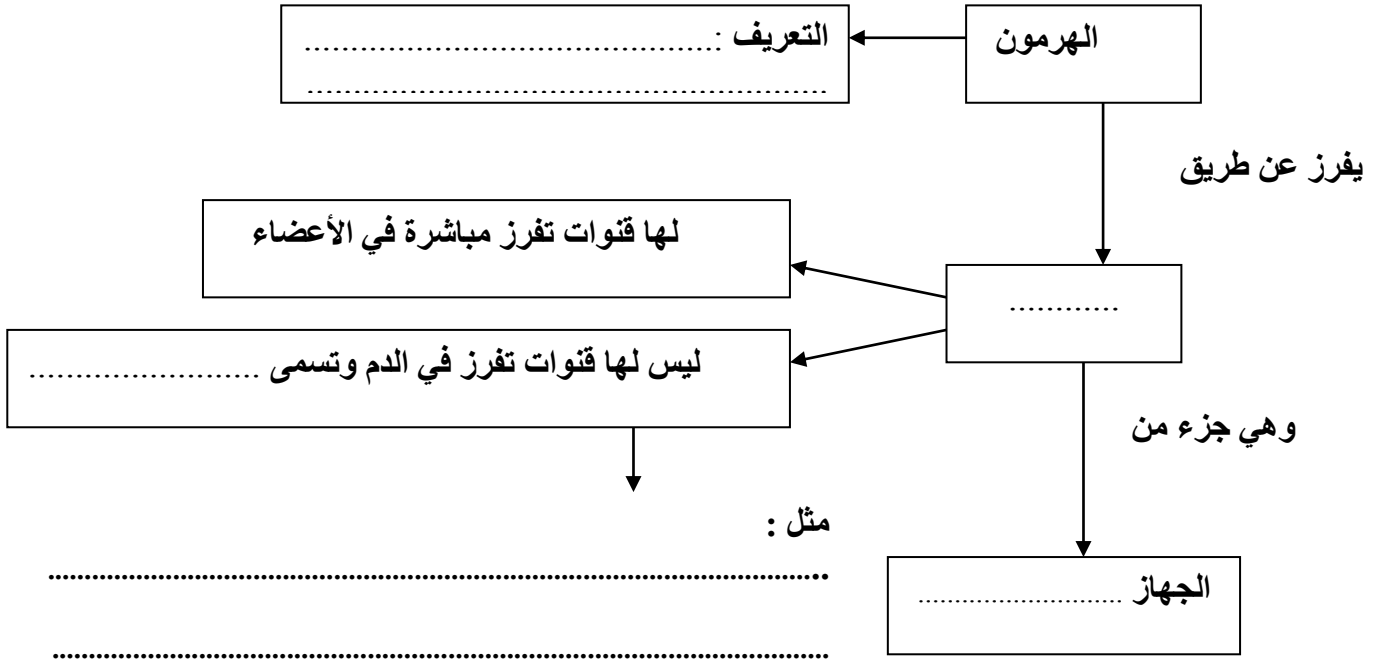 الهرمون
التعريف :.............................................
........................................................
يفرز عن طريق
لها قنوات تفرز مباشرة في الأعضاء
............
ليس لها قنوات تفرز في الدم وتسمى .........................
وهي جزء من
مثل :
................................................................................................
................................................................................................
الجهاز ..........................